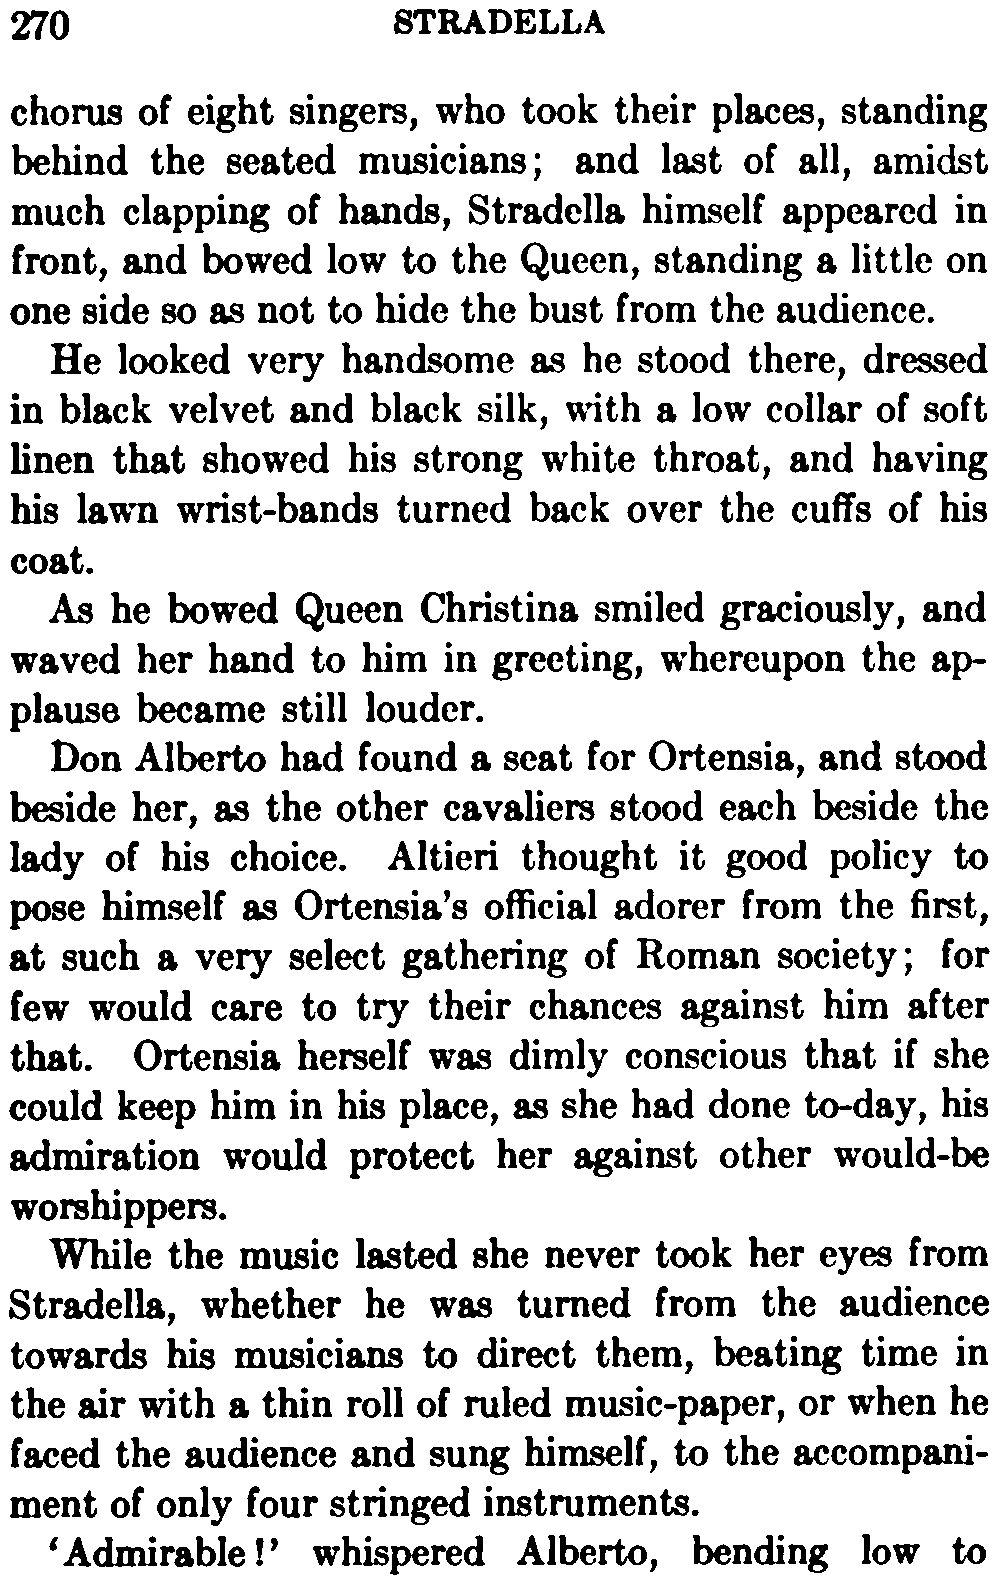 270 STRADELLA
chorus of eight singers, who took their places, standing
behind the seated musicians; and last of all, amidst
much clapping of hands, Stradella himself appeared in
front, and bowed low to the Queen, standing a little on
one side so as not to hide the bust from the audience.
He looked very handsome as he stood there, dressed
in black velvet and black silk, with a low collar of soft
linen that showed his strong white throat, and having
his lawn wrist-bands turned back over the cuffs of his
coat.
As he bowed Queen Christina smiled graciously, and
waved her hand to him in greeting, whereupon the ap-
plause became still louder.
Don Alberto had found a seat for Ortensia, and stood
beside her, as the other cavaliers stood each beside the
lady of his choice. Altieri thought it good policy to
pose himself as Ortensia's official adorer from the first,
at such a very select gathering of Roman society; for
few would care to try their chances against him after
that. Ortensia herself was dimly conscious that if she
could keep him in his place, as she had done to-day, his
admiration would protect her against other would-be
worshippers.
While the music lasted she never took her eyes from
Stradella, whether he was turned from the audience
towards his musicians to direct them, beating time in
the air with a thin roll of ruled music-paper, or when he
faced the audience and sung himself, to the accompani-
ment of only four stringed instruments.
'Admirable!' whispered Alberto, bending low to